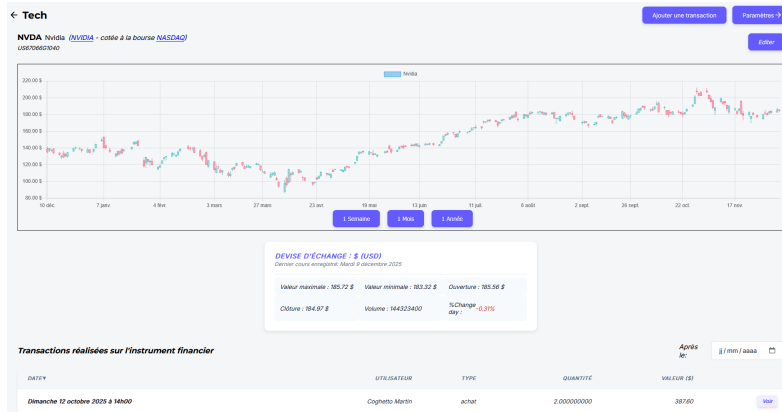 ← Tech
Ajouter une transaction
Paramètres →
NVDA Nvidia (NVIDIA - cotée à la bourse NASDAQ)
US67066G1040
Editer
Nvidia
220.00 $
200.00 $
180.00 $
160.00 $
140.00 $
120.00 $
100.00 $
80.00 $
10 déc. 7 janv. 4 févr. 3 mars 27 mars 23 avr. 19 mai 13 juin 11 juil. 6 août 2 sept. 26 sept. 22 oct. 17 nov.
1 Semaine 1 Mois 1 Année
DEVISE D'ÉCHANGE : $ (USD)
Dernier cours enregistré: Mardi 9 décembre 2025
Valeur maximale : 185.72 $ Valeur minimale : 183.32 $ Ouverture : 185.56 $
Clôture : 184.97 $ Volume : 144323400 %Change day : -0.31%
Transactions réalisées sur l'instrument financier
Après le: jj / mm / aaaa
DATE▼ UTILISATEUR TYPE QUANTITÉ VALEUR ($)
Dimanche 12 octobre 2025 à 14h00 Coghetto Martin achat 2.000000000 387.60 Voir